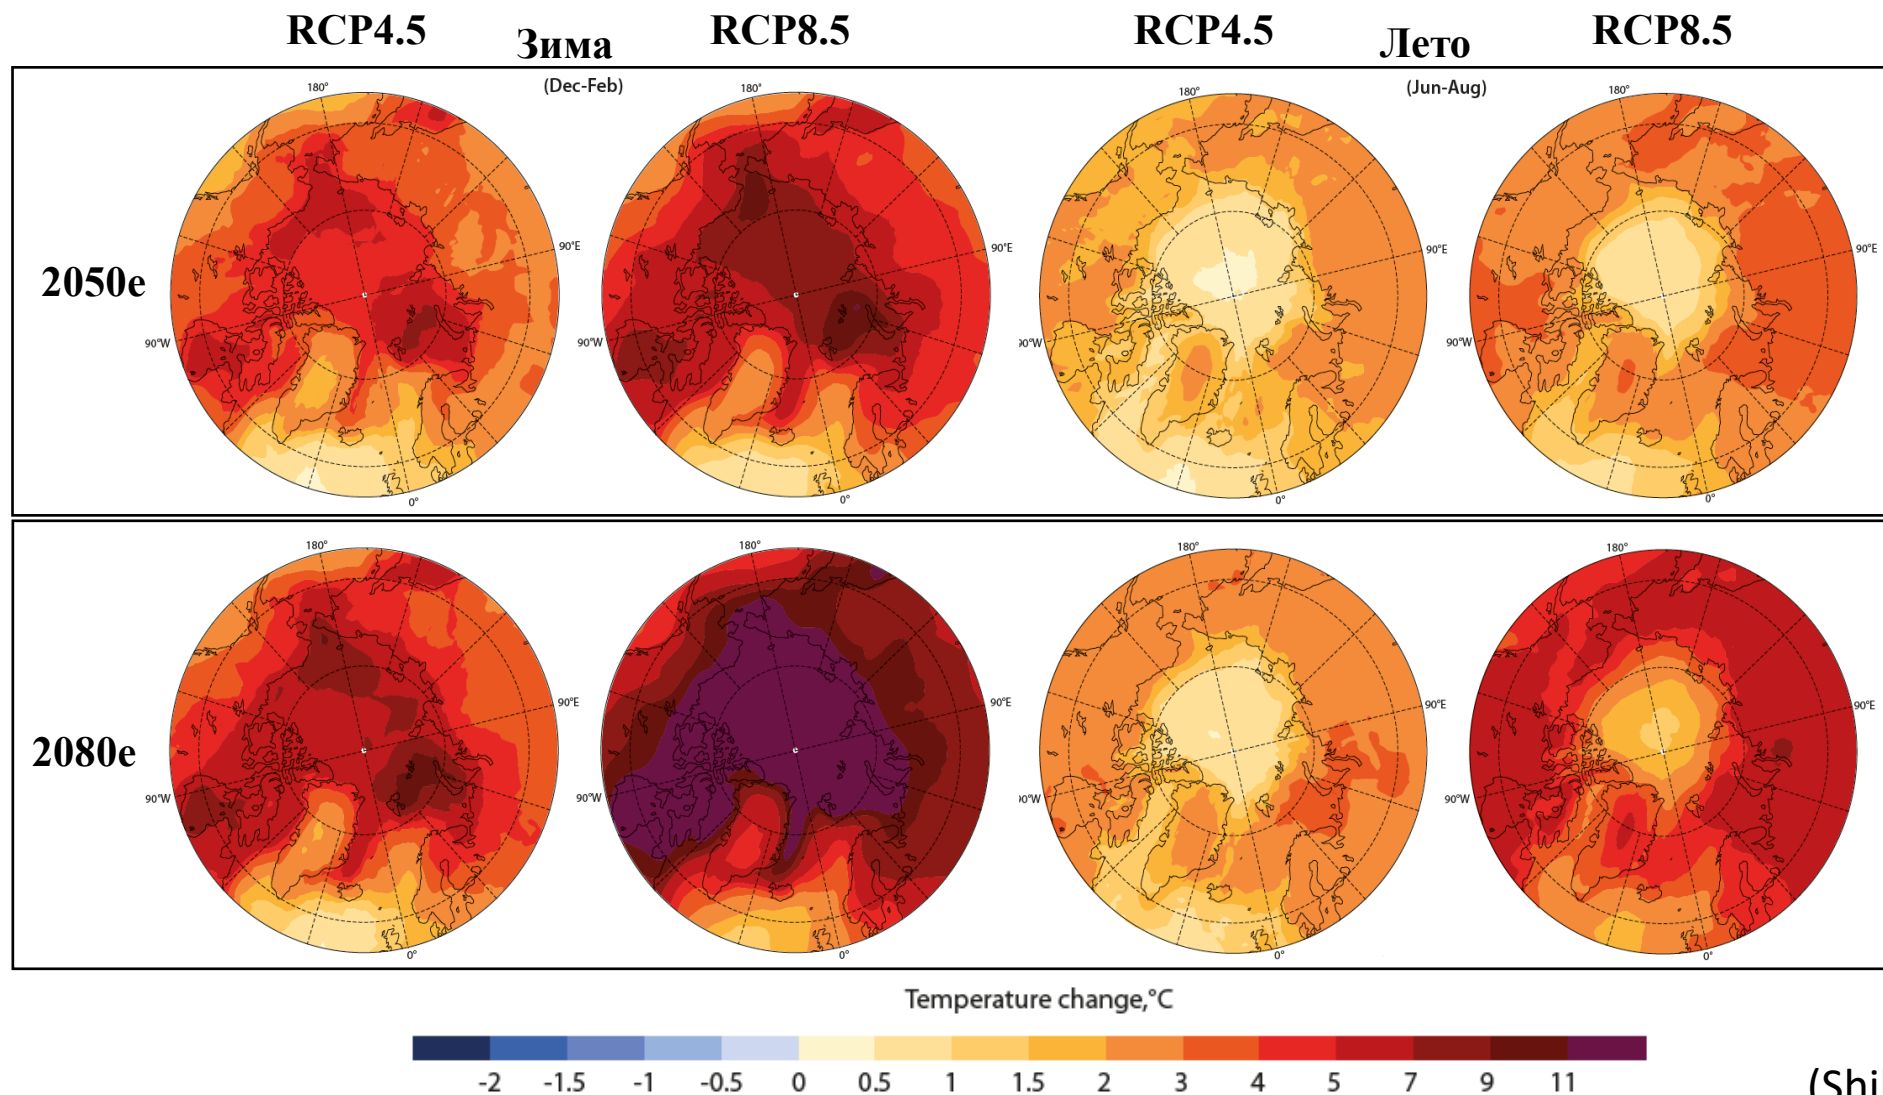 RCP4.5 Зима RCP8.5 RCP4.5 Лето RCP8.5
(Dec-Feb) (Jun-Aug)
180° 180° 180° 180°
2050е
90°E 90°E 90°E 90°E
90°W 90°W 0°W 90°W
0° 0° 0° 0°
180° 180° 180° 180°
2080е
90°E 90°E 90°E 90°E
90°W 90°W 0°W 90°W
0° 0° 0° 0°
Temperature change,°C
-2 -1.5 -1 -0.5 0 0.5 1 1.5 2 3 4 5 7 9 11